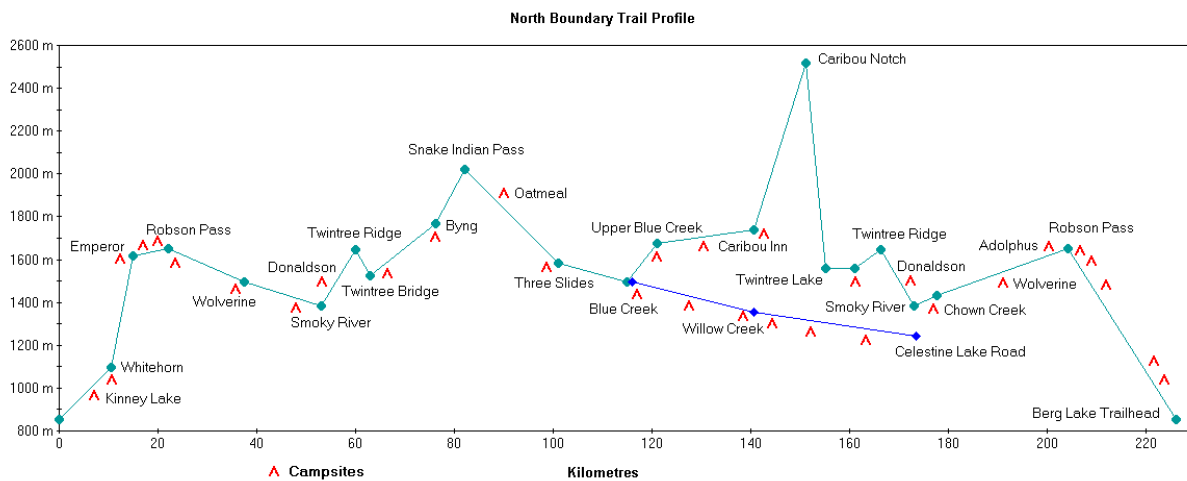 North Boundary Trail Profile
2600 m
2400 m
2200 m
2000 m
1800 m
1600 m
1400 m
1200 m
1000 m
800 m
Caribou Notch
Snake Indian Pass
Oatmeal
Emperor
Robson Pass
Twintree Ridge
Byng
Upper Blue Creek
Caribou Inn
Twintree Ridge
Robson Pass
Adolphus
Donaldson
Wolverine
Smoky River
Twintree Bridge
Three Slides
Twintree Lake
Donaldson
Wolverine
Blue Creek
Willow Creek
Smoky River
Chown Creek
Whitehorn
Kinney Lake
Celestine Lake Road
Berg Lake Trailhead
0 20 40 60 80 100 120 140 160 180 200 220
Campsites
Kilometres